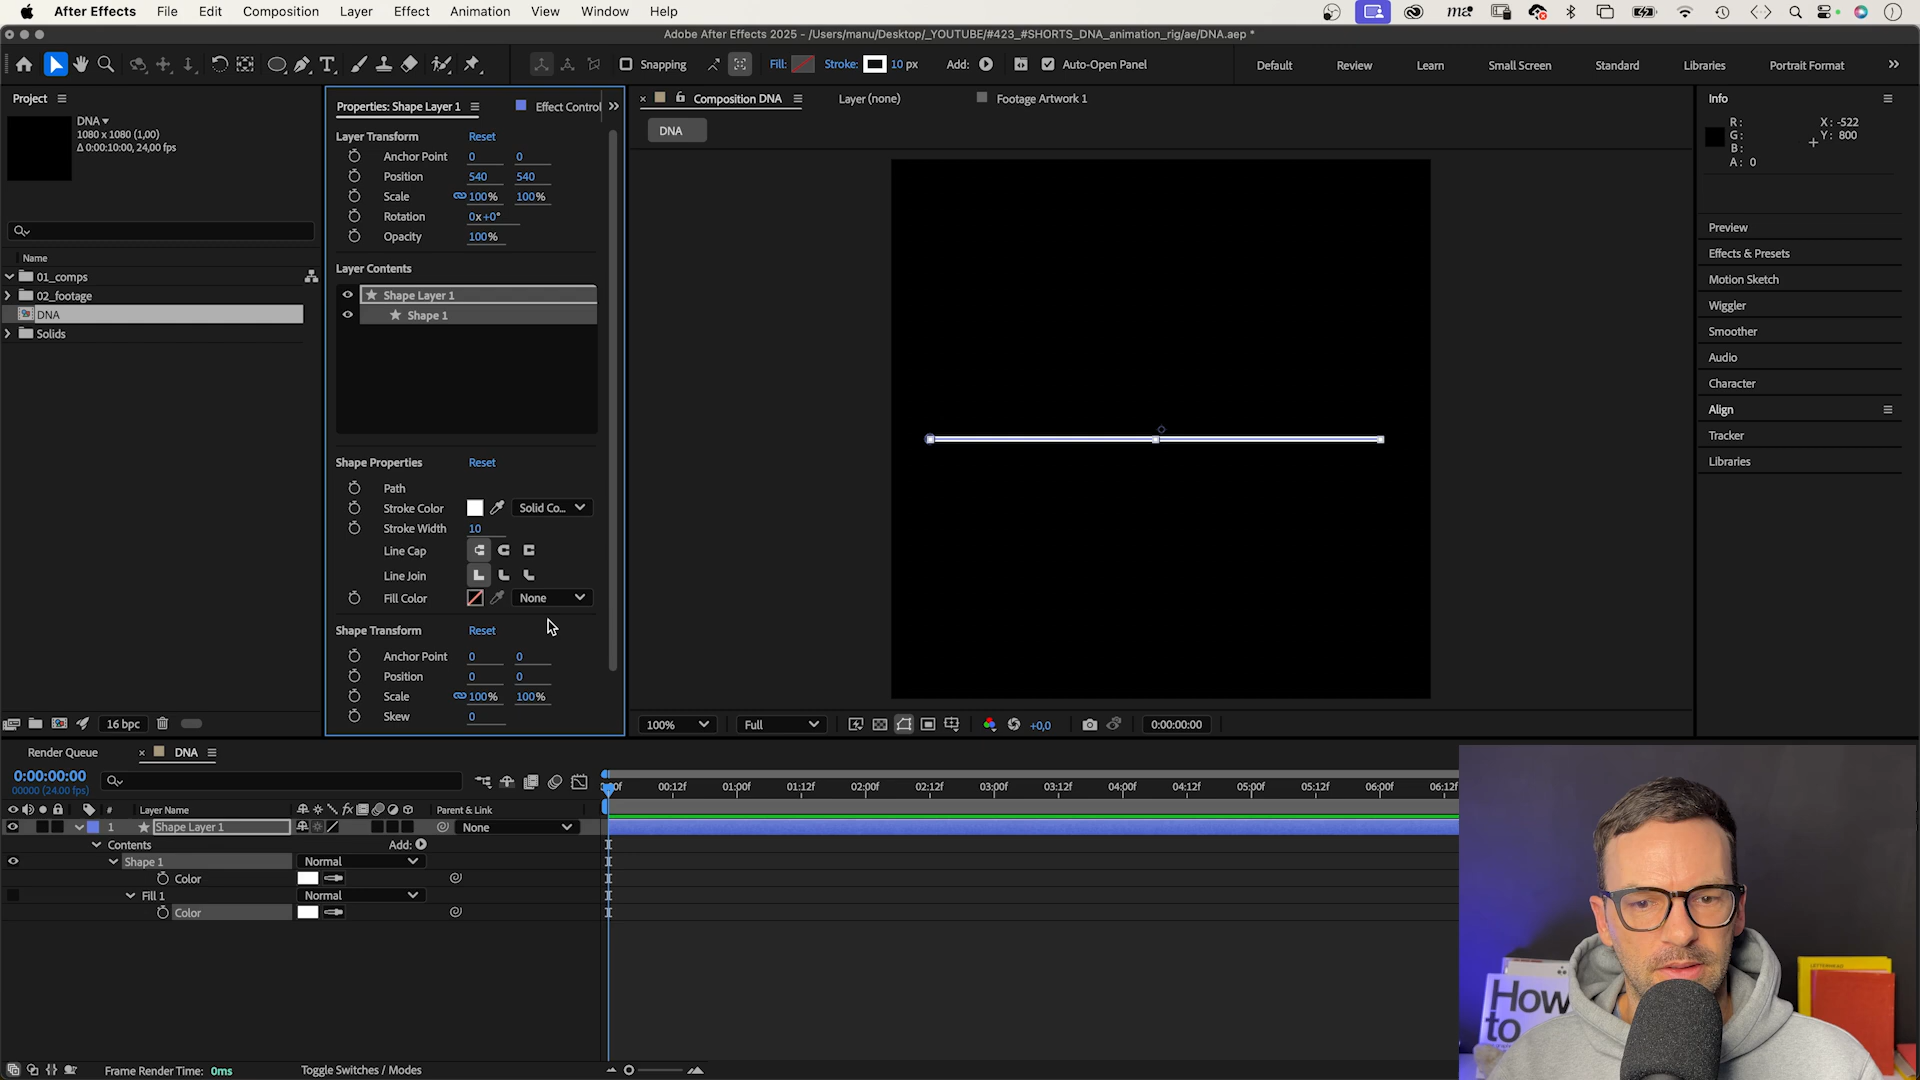 After Effects File Edit Composition Layer Effect Animation View Window Help
Adobe After Effects 2025 - /Users/manu/Desktop/_YOUTUBE/#423_#SHORTS_DNA_animation_rig/ae/DNA.aep *
Snapping Fill: Stroke: 10 px Add: Auto-Open Panel Default Review Learn Small Screen Standard Libraries Portrait Format
Project
DNA
1080 x 1080 (1,00)
Δ 0:00:10:00, 24,00 fps
Name
01_comps
02_footage
DNA
Solids
16 bpc
Properties: Shape Layer 1 Effect Control
Layer Transform Reset
Anchor Point 0 0
Position 540 540
Scale 100% 100%
Rotation 0x+0°
Opacity 100%
Layer Contents
Shape Layer 1
Shape 1
Shape Properties Reset
Path
Stroke Color Solid Co...
Stroke Width 10
Line Cap
Line Join
Fill Color None
Shape Transform Reset
Anchor Point 0 0
Position 0 0
Scale 100% 100%
Skew 0
Composition DNA Layer (none) Footage Artwork 1
DNA
100% Full +0,0 0:00:00:00
Info
R: X: -522
G: Y: 800
B:
A: 0
Preview
Effects & Presets
Motion Sketch
Wiggler
Smoother
Audio
Character
Align
Tracker
Libraries
Render Queue DNA
0:00:00:00
00000 (24.00 fps)
00f 00:12f 01:00f 01:12f 02:00f 02:12f 03:00f 03:12f 04:00f 04:12f 05:00f 05:12f 06:00f 06:12f
# Layer Name Parent & Link
1 Shape Layer 1 None
Contents Add:
Shape 1 Normal
Color
Fill 1 Normal
Color
Frame Render Time: 0ms Toggle Switches / Modes
How
to
LETTERHEAD